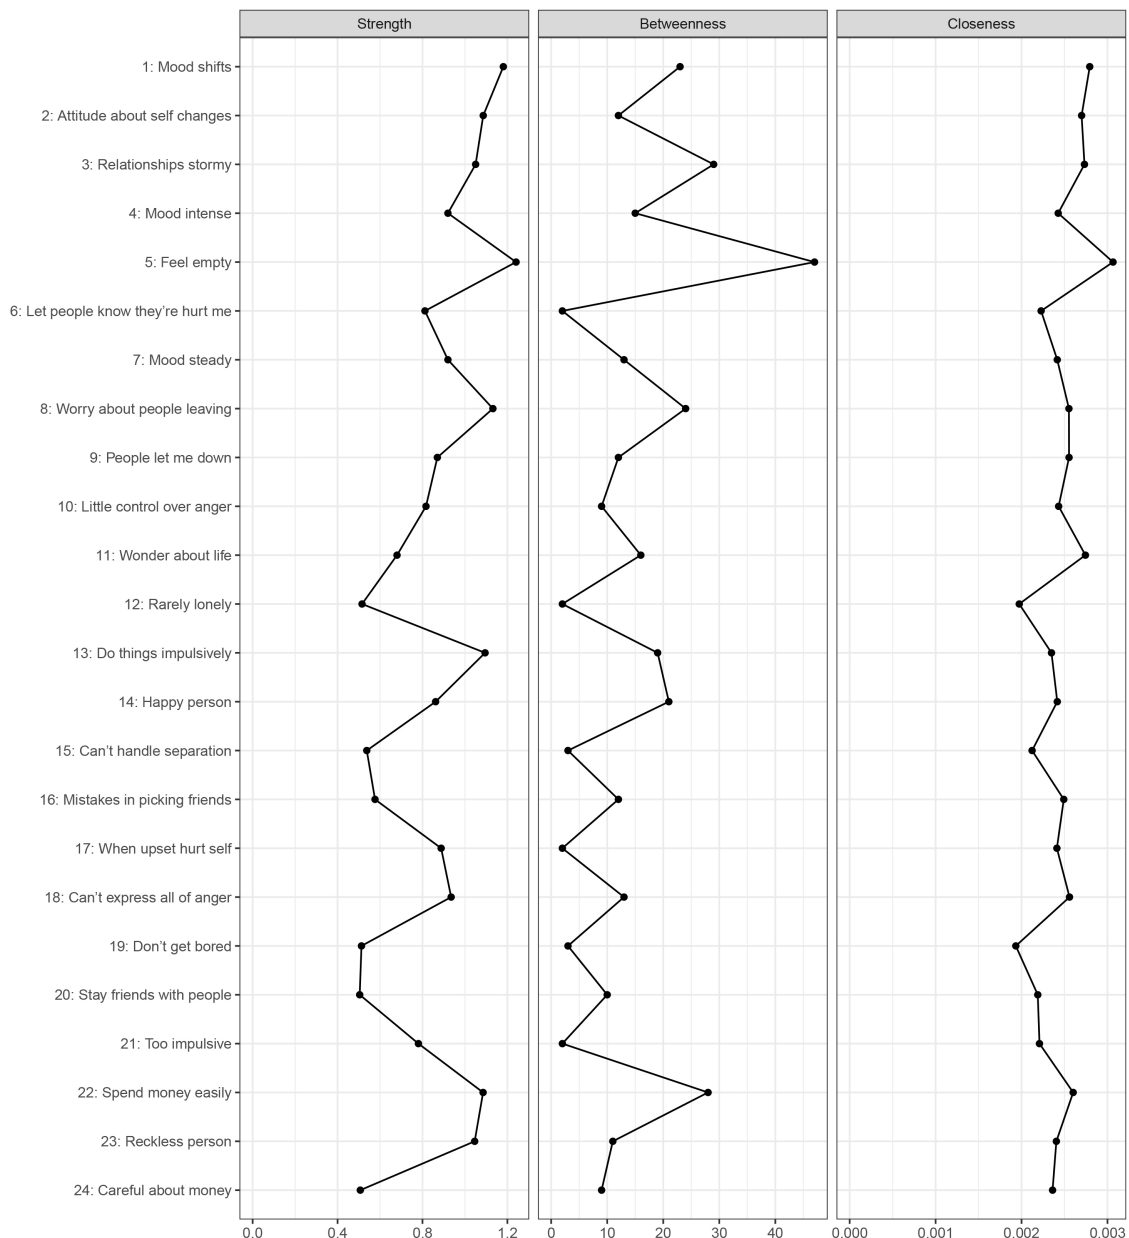 Strength Betweenness Closeness
1: Mood shifts
2: Attitude about self changes
3: Relationships stormy
4: Mood intense
5: Feel empty
6: Let people know they’re hurt me
7: Mood steady
8: Worry about people leaving
9: People let me down
10: Little control over anger
11: Wonder about life
12: Rarely lonely
13: Do things impulsively
14: Happy person
15: Can’t handle separation
16: Mistakes in picking friends
17: When upset hurt self
18: Can’t express all of anger
19: Don’t get bored
20: Stay friends with people
21: Too impulsive
22: Spend money easily
23: Reckless person
24: Careful about money
0.0 0.4 0.8 1.2 0 10 20 30 40 0.000 0.001 0.002 0.003